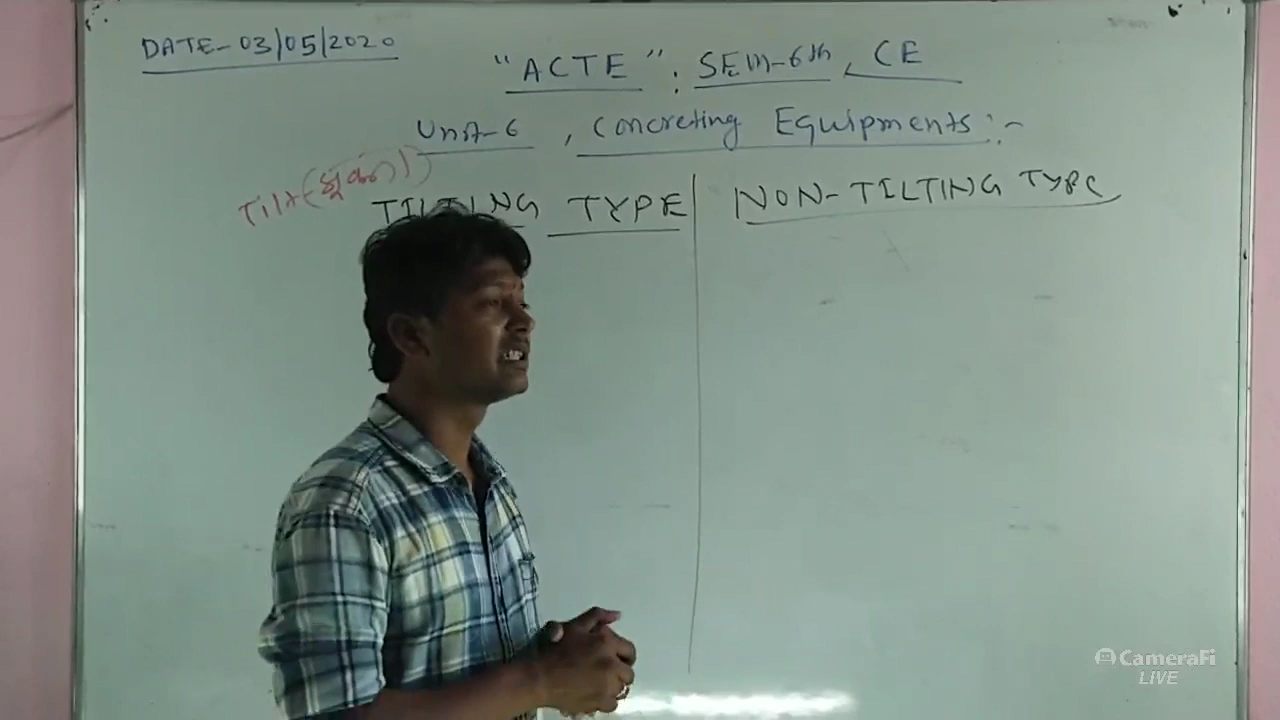 DATE-03/05/2020
"ACTE". SEM-6th, CE
Unit-6, Concreting Equipments:-
Tilt
TILTING TYPE
NON-TILTING TYPE
CameraFi
LIVE